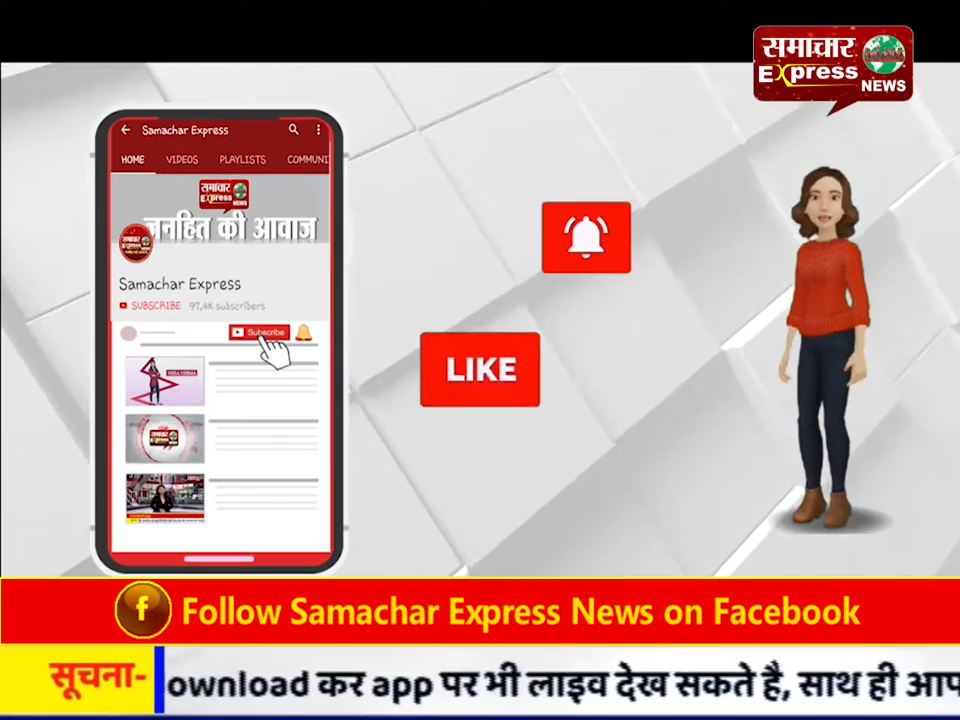 समाचार
Express
NEWS
Samachar Express
HOME VIDEOS PLAYLISTS COMMUNI
समाचार
Express
NEWS
जनहित की आवाज
Samachar Express
SUBSCRIBE 97.4K subscribers
Subscribe
LIKE
f Follow Samachar Express News on Facebook
सूचना- ownload कर app पर भी लाइव देख सकते है, साथ ही आप